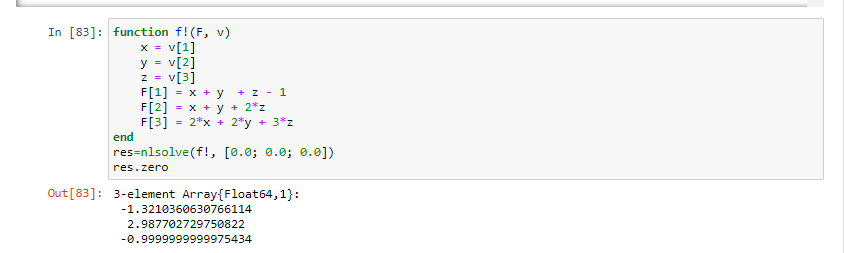 In [83]: function f!(F, v)
    x = v[1]
    y = v[2]
    z = v[3]
    F[1] = x + y  + z - 1
    F[2] = x + y + 2*z
    F[3] = 2*x + 2*y + 3*z
end
res=nlsolve(f!, [0.0; 0.0; 0.0])
res.zero
Out[83]: 3-element Array{Float64,1}:
 -1.3210360630766114
  2.987702729750822
 -0.9999999999975434